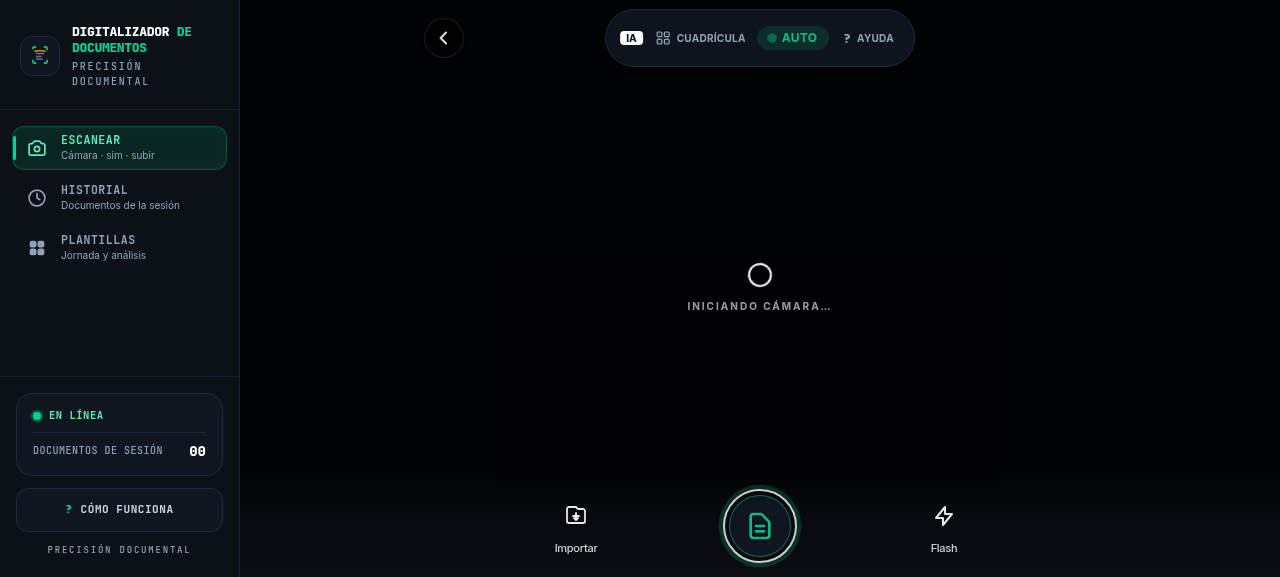 DIGITALIZADOR DE
DOCUMENTOS
PRECISIÓN
DOCUMENTAL
ESCANEAR
Cámara · sim · subir
HISTORIAL
Documentos de la sesión
PLANTILLAS
Jornada y análisis
EN LÍNEA
DOCUMENTOS DE SESIÓN 00
? CÓMO FUNCIONA
PRECISIÓN DOCUMENTAL
IA CUADRÍCULA AUTO ? AYUDA
INICIANDO CÁMARA…
Importar
Flash